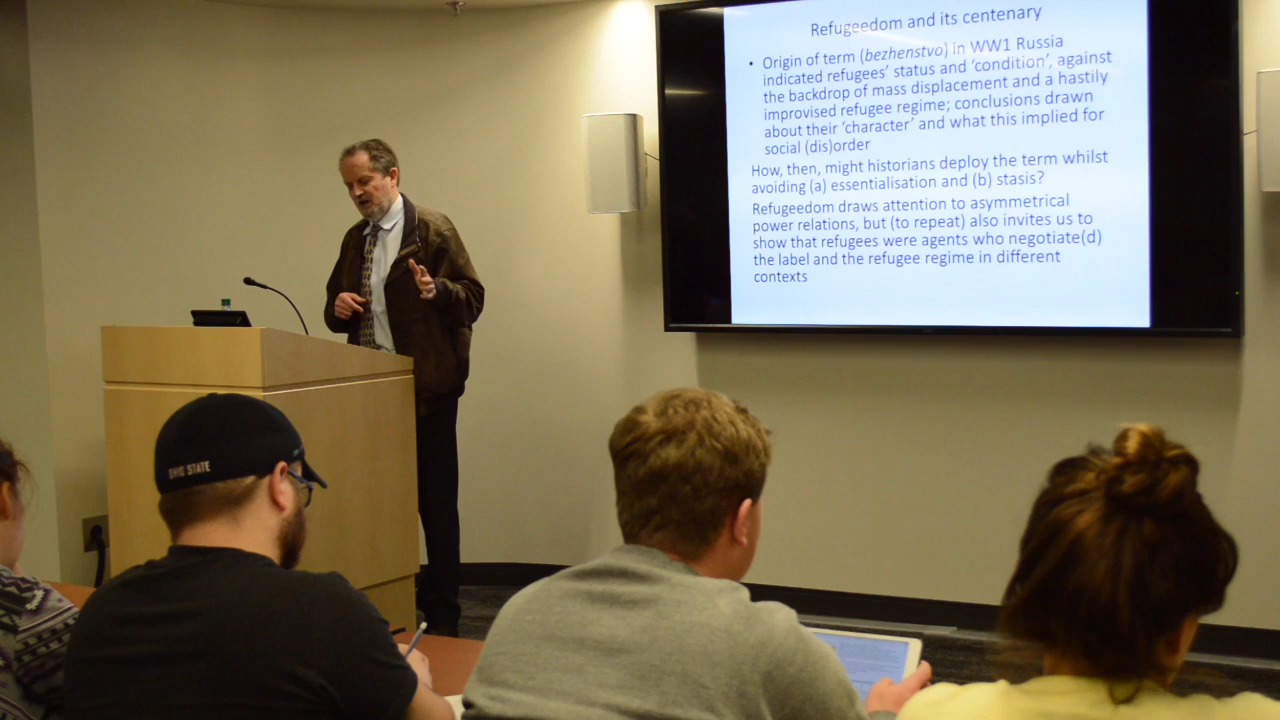 Refugeedom and its centenary
• Origin of term (bezhenstvo) in WW1 Russia
indicated refugees' status and 'condition', against
the backdrop of mass displacement and a hastily
improvised refugee regime; conclusions drawn
about their 'character' and what this implied for
social (dis)order
How, then, might historians deploy the term whilst
avoiding (a) essentialisation and (b) stasis?
Refugeedom draws attention to asymmetrical
power relations, but (to repeat) also invites us to
show that refugees were agents who negotiate(d)
the label and the refugee regime in different
contexts
OHIO STATE